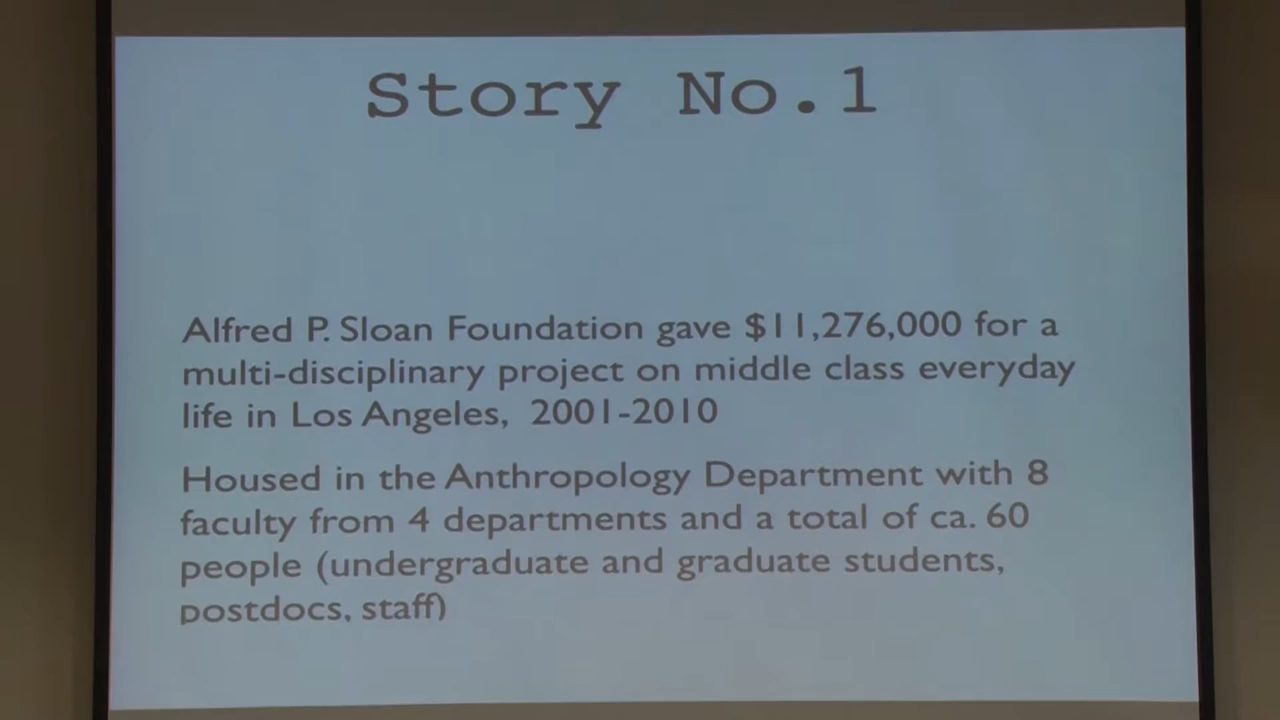 Story No.1
Alfred P. Sloan Foundation gave $11,276,000 for a
multi-disciplinary project on middle class everyday
life in Los Angeles, 2001-2010
Housed in the Anthropology Department with 8
faculty from 4 departments and a total of ca. 60
people (undergraduate and graduate students,
postdocs, staff)